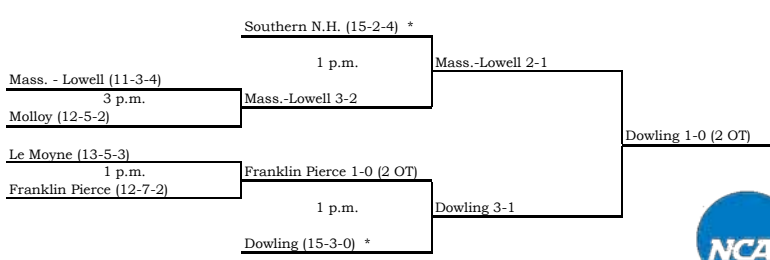 Southern N.H. (15-2-4) *
1 p.m.
Mass.-Lowell 2-1
Mass. - Lowell (11-3-4)
3 p.m.
Mass.-Lowell 3-2
Molloy (12-5-2)
Dowling 1-0 (2 OT)
Le Moyne (13-5-3)
1 p.m.
Franklin Pierce 1-0 (2 OT)
Franklin Pierce (12-7-2)
1 p.m.
Dowling 3-1
Dowling (15-3-0) *
NCA